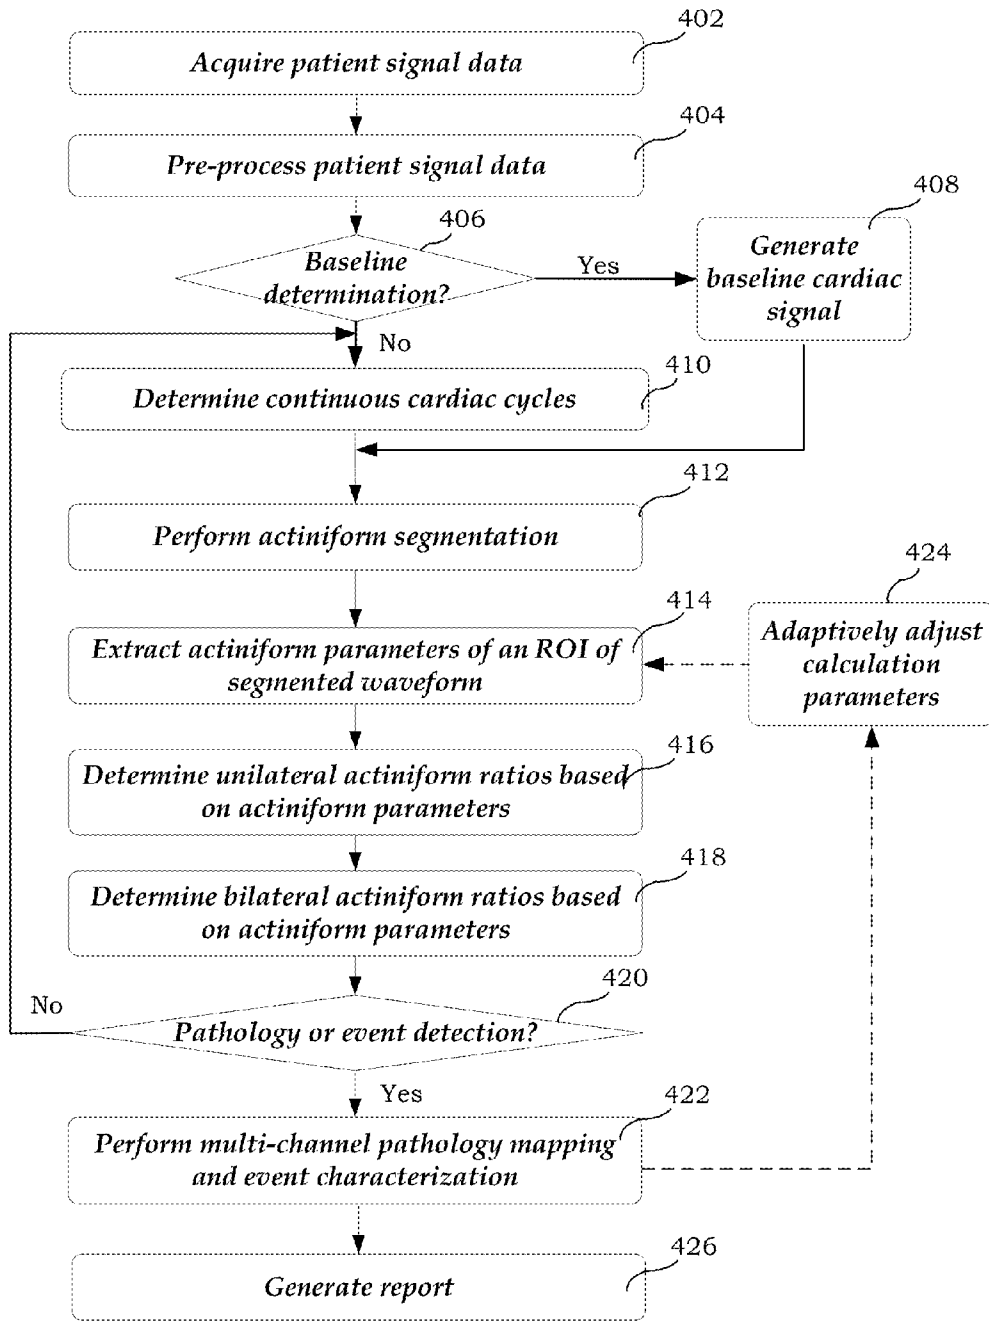 402
Acquire patient signal data
404
Pre-process patient signal data
406
408
Baseline
determination?
Yes
Generate
baseline cardiac
signal
No
410
Determine continuous cardiac cycles
412
Perform actiniform segmentation
424
414
Extract actiniform parameters of an ROI of
segmented waveform
Adaptively adjust
calculation
parameters
416
Determine unilateral actiniform ratios based
on actiniform parameters
418
Determine bilateral actiniform ratios based
on actiniform parameters
420
No
Pathology or event detection?
Yes
422
Perform multi-channel pathology mapping
and event characterization
426
Generate report